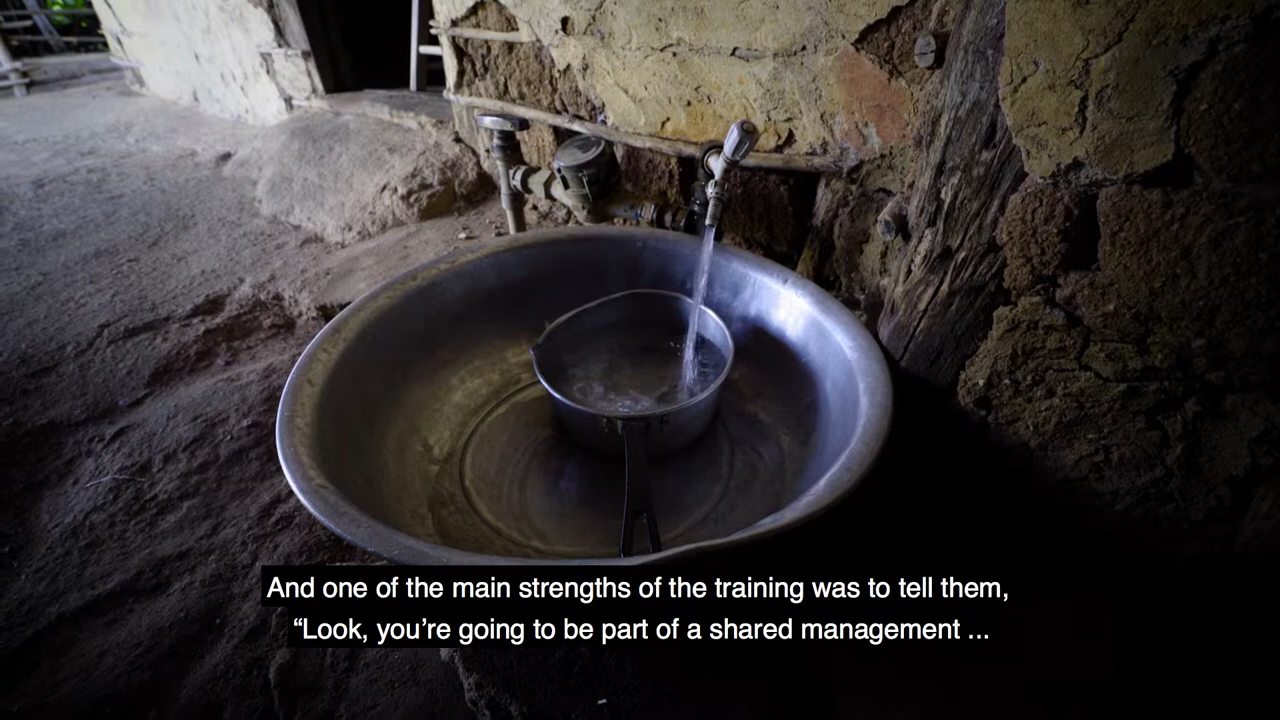 And one of the main strengths of the training was to tell them,
“Look, you’re going to be part of a shared management ...